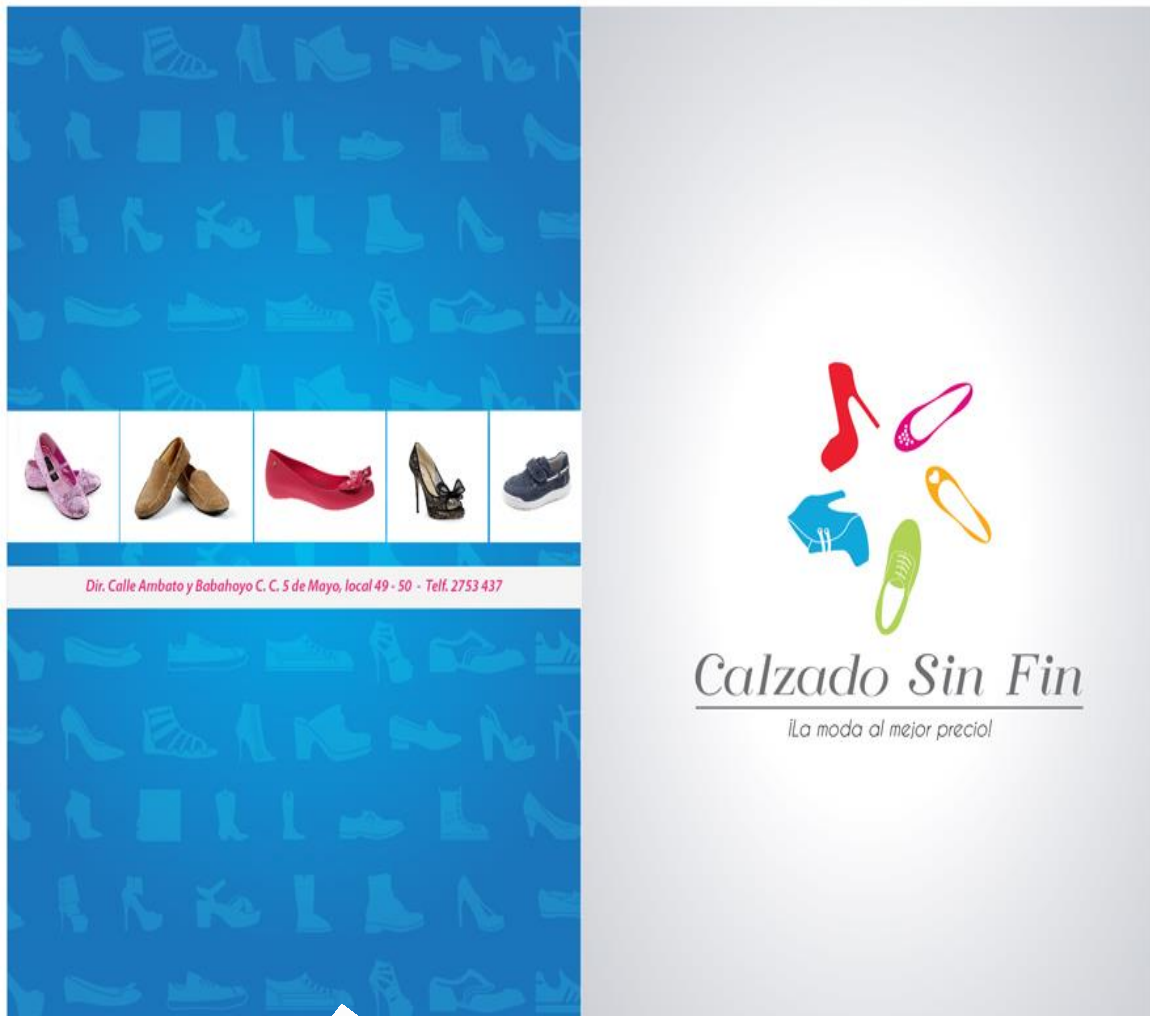 Dir. Calle Ambato y Babahoyo C. C. 5 de Mayo, local 49 - 50 - Telf. 2753 437
Calzado Sin Fin
¡La moda al mejor precio!